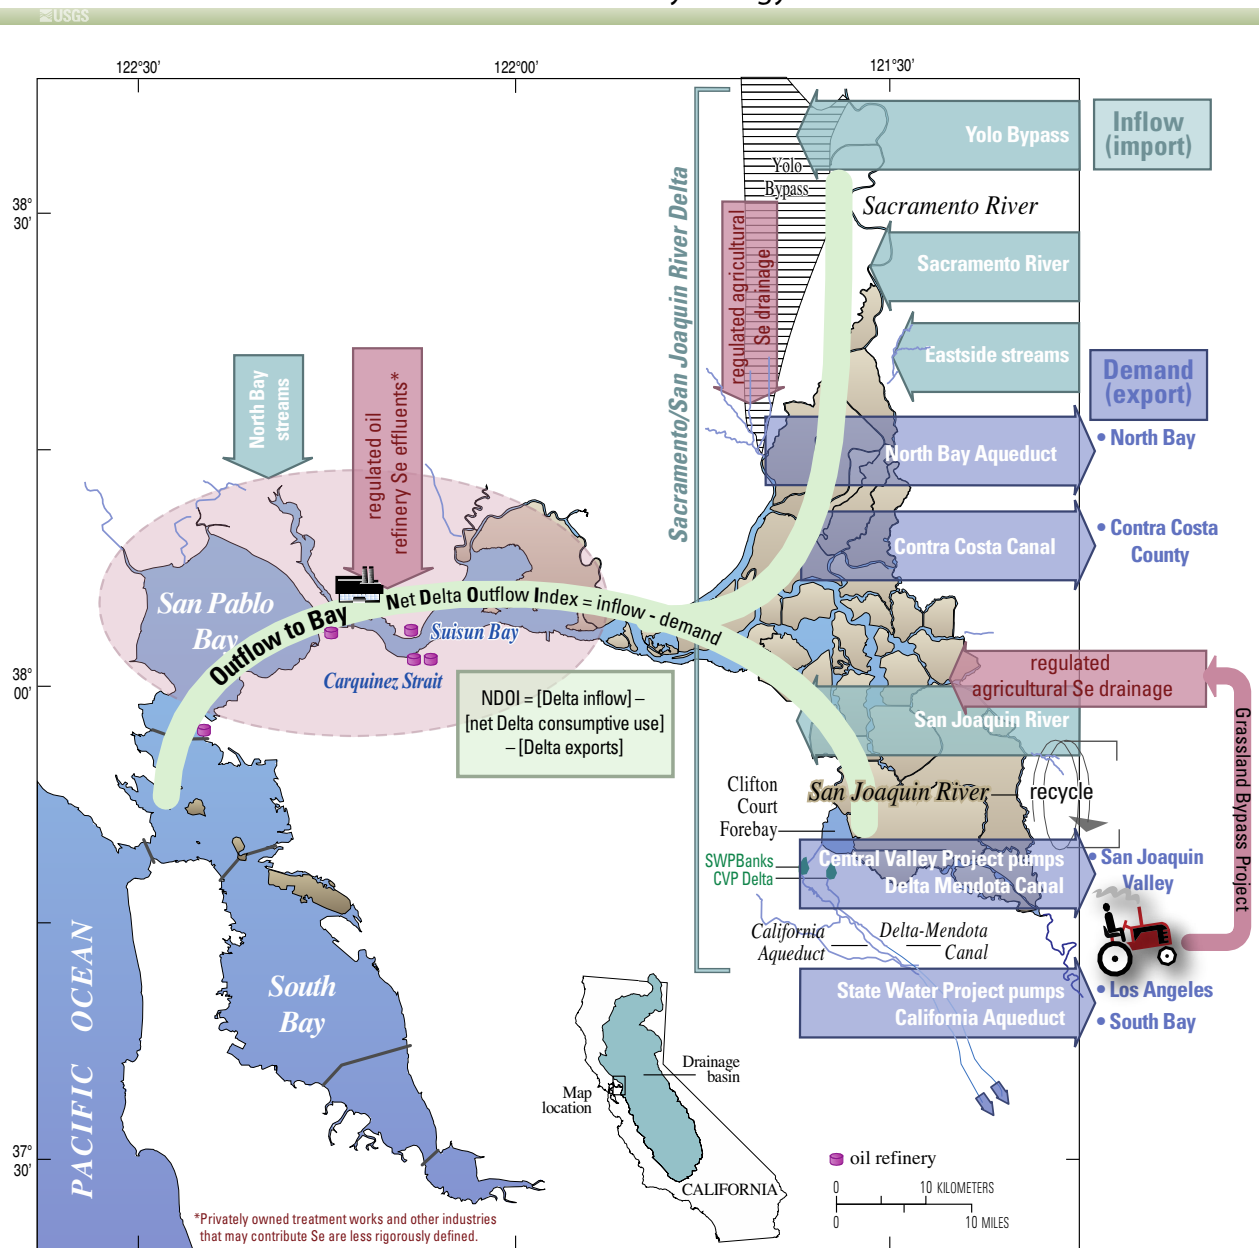 USGS
122°30'
122°00'
121°30'
38°
30'
38°
00'
37°
30'
Yolo Bypass
Inflow
(import)
Yolo
Bypass
Sacramento River
Sacramento River
Eastside streams
Sacramento/San Joaquin River Delta
regulated agricultural
Se drainage
Demand
(export)
North Bay Aqueduct
• North Bay
Contra Costa Canal
• Contra Costa
County
North Bay
streams
regulated oil
refinery Se effluents*
San Pablo
Bay
Outflow to Bay
Net Delta Outflow Index = inflow - demand
Suisun Bay
Carquinez Strait
NDOI = [Delta inflow] –
[net Delta consumptive use]
– [Delta exports]
regulated
agricultural Se drainage
San Joaquin River
Grassland Bypass Project
Clifton
Court
Forebay
San Joaquin River
recycle
SWPBanks
CVP Delta
Central Valley Project pumps
Delta Mendota Canal
• San Joaquin
Valley
California
Aqueduct
Delta-Mendota
Canal
State Water Project pumps
California Aqueduct
• Los Angeles
• South Bay
PACIFIC OCEAN
South
Bay
Drainage
basin
Map
location
CALIFORNIA
oil refinery
0 10 KILOMETERS
0 10 MILES
*Privately owned treatment works and other industries
that may contribute Se are less rigorously defined.